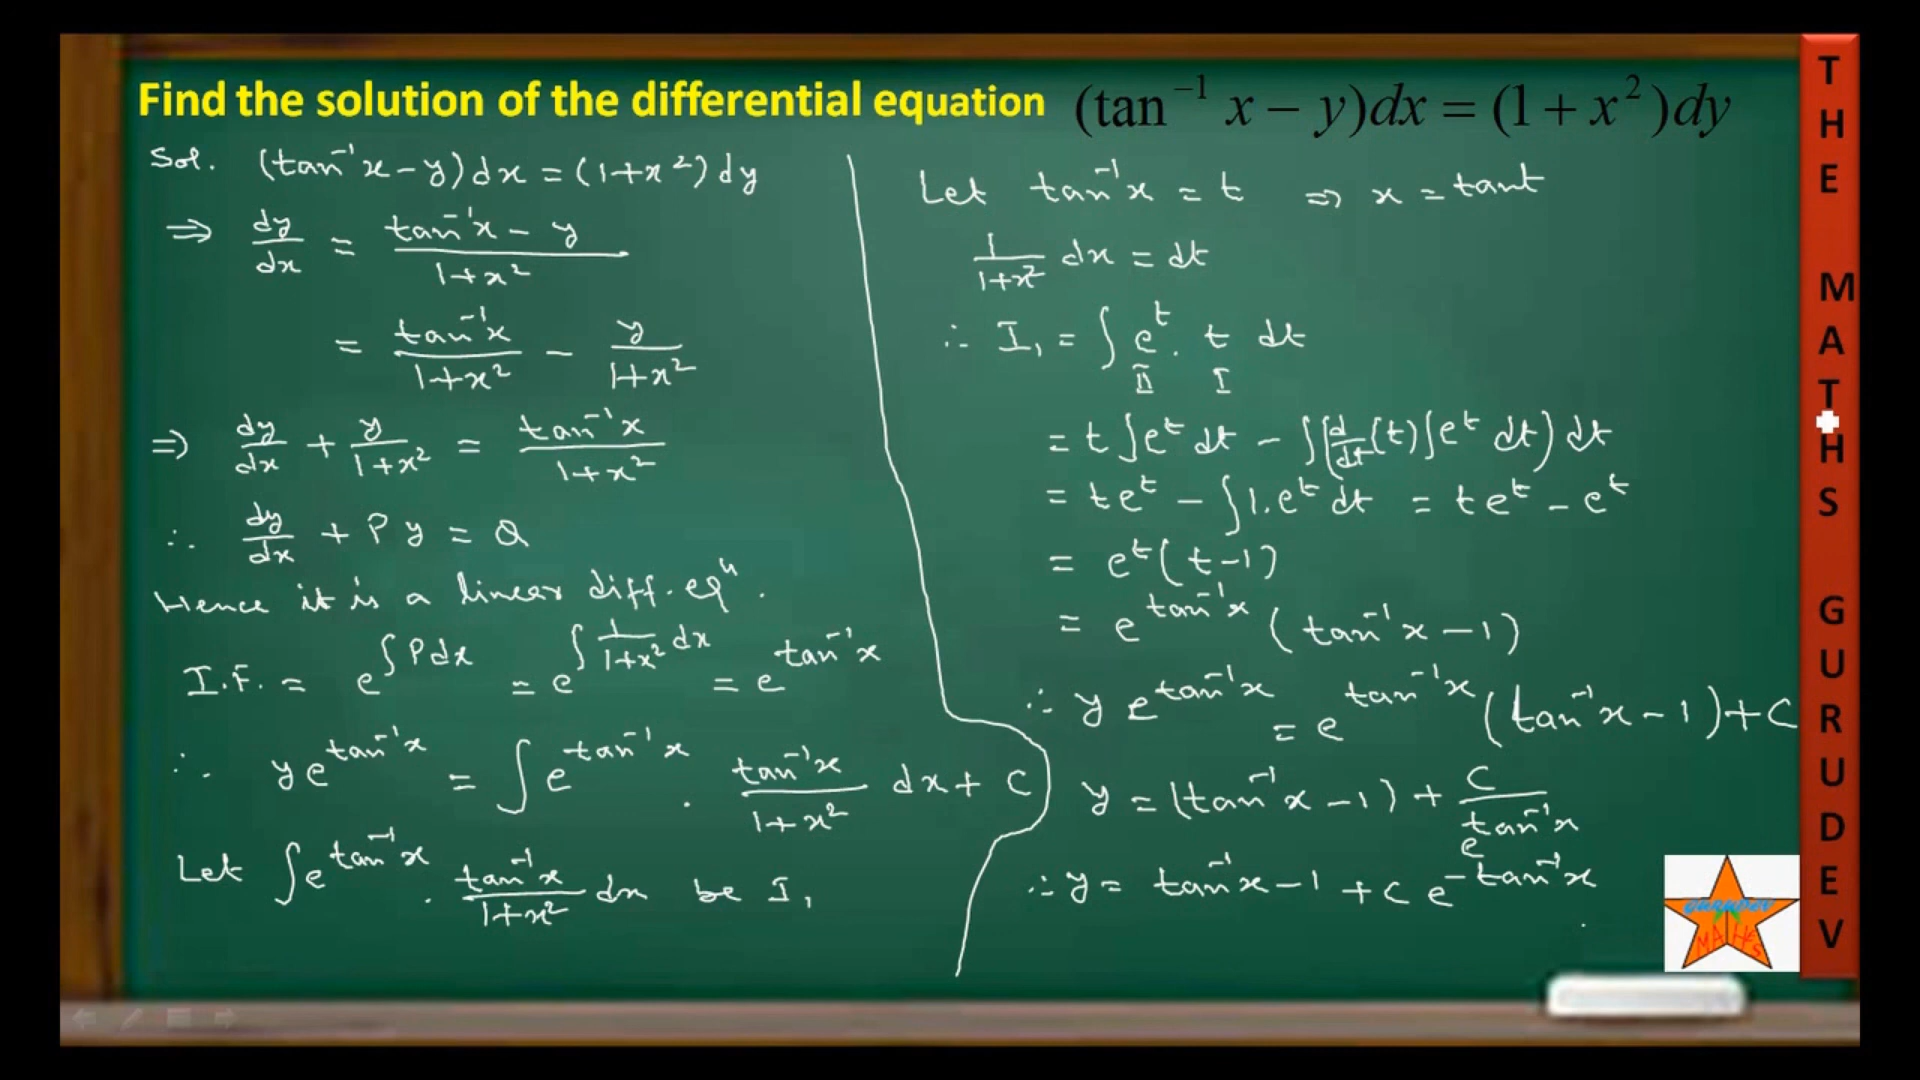 Find the solution of the differential equation (tan⁻¹ x − y)dx = (1 + x²)dy
Sol. (tan⁻¹x − y) dx = (1+x²) dy
⇒ dy/dx = (tan⁻¹x − y)/(1+x²)
= tan⁻¹x/(1+x²) − y/(1+x²)
⇒ dy/dx + y/(1+x²) = tan⁻¹x/(1+x²)
∴ dy/dx + P y = Q
Hence it is a linear diff. eqⁿ.
I.F. = e^∫Pdx = e^∫1/(1+x²) dx = e^tan⁻¹x
∴ y e^tan⁻¹x = ∫ e^tan⁻¹x . tan⁻¹x/(1+x²) dx + C
Let ∫ e^tan⁻¹x . tan⁻¹x/(1+x²) dx be I₁
Let tan⁻¹x = t ⇒ x = tant
1/(1+x²) dx = dt
∴ I₁ = ∫ e^t . t dt
II I
= t ∫e^t dt − ∫(d/dt(t) ∫e^t dt) dt
= te^t − ∫1.e^t dt = te^t − e^t
= e^t (t−1)
= e^tan⁻¹x (tan⁻¹x − 1)
∴ y e^tan⁻¹x = e^tan⁻¹x (tan⁻¹x − 1) + C
y = (tan⁻¹x − 1) + C/e^tan⁻¹x
∴ y = tan⁻¹x − 1 + C e^−tan⁻¹x
THE MATHS GURUDEV
GURUDEV
MATHS